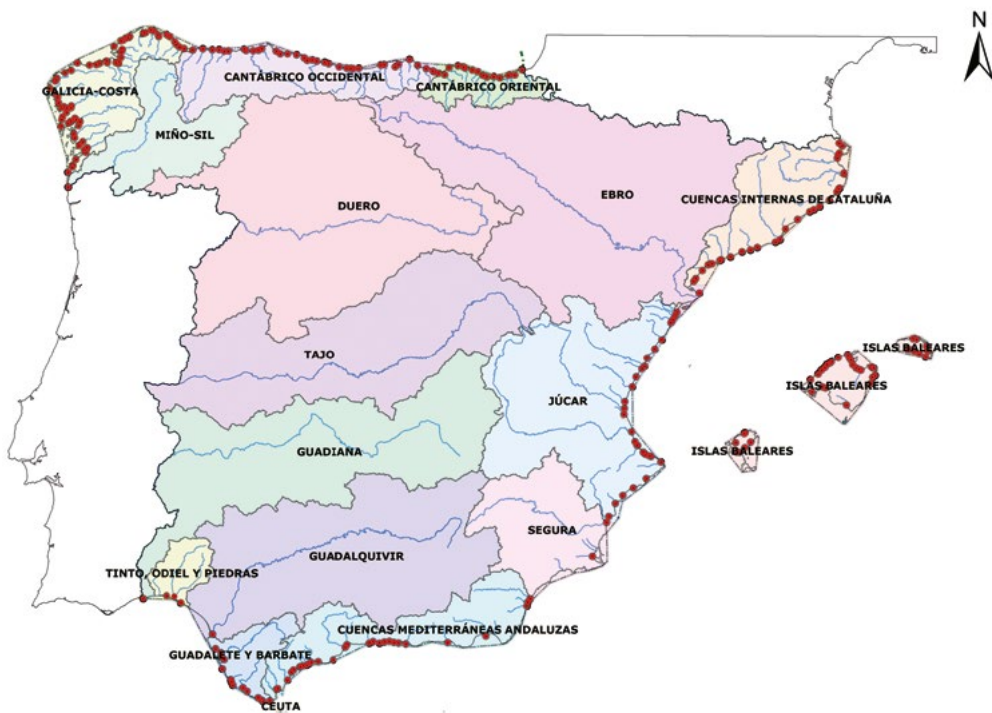 N
GALICIA-COSTA
CANTÁBRICO OCCIDENTAL
CANTÁBRICO ORIENTAL
MIÑO-SIL
DUERO
EBRO
CUENCAS INTERNAS DE CATALUÑA
TAJO
ISLAS BALEARES
ISLAS BALEARES
JÚCAR
GUADIANA
ISLAS BALEARES
SEGURA
GUADALQUIVIR
TINTO, ODIEL Y PIEDRAS
CUENCAS MEDITERRÁNEAS ANDALUZAS
GUADALETE Y BARBATE
CEUTA